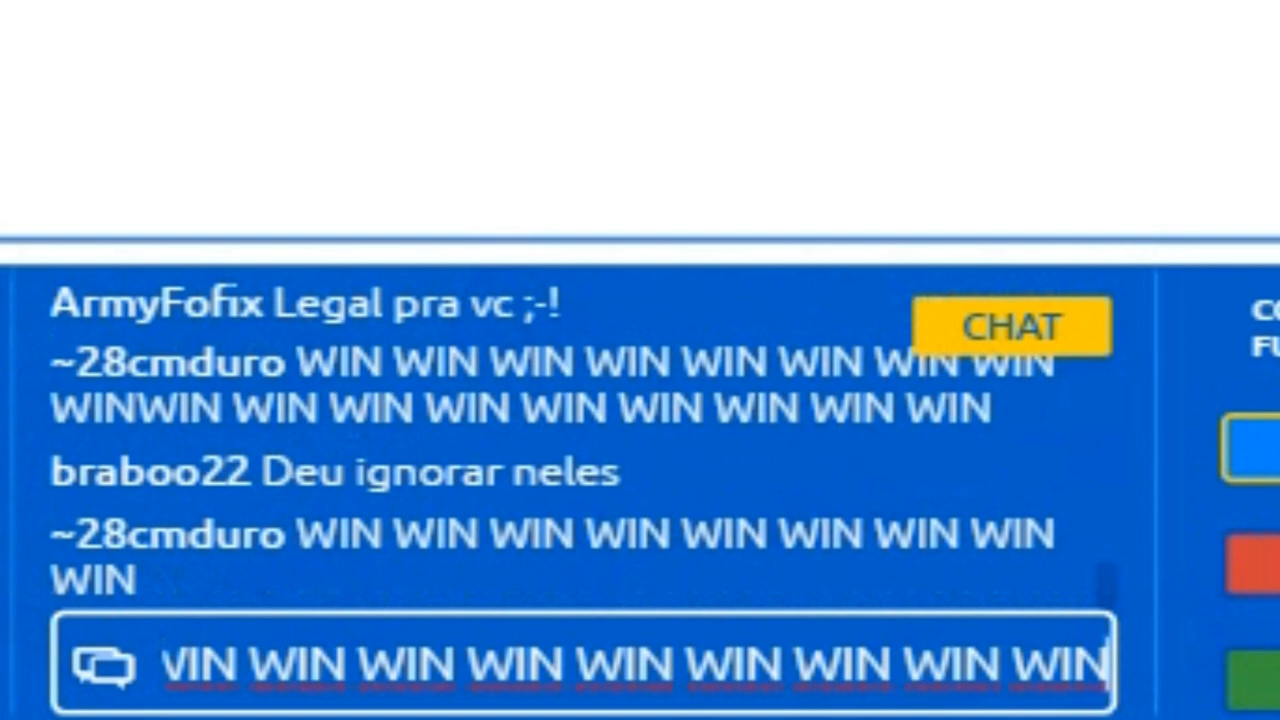 ArmyFofix Legal pra vc ;-!
CHAT
~28cmduro WIN WIN WIN WIN WIN WIN WIN WIN
WINWIN WIN WIN WIN WIN WIN WIN WIN WIN
braboo22 Deu ignorar neles
~28cmduro WIN WIN WIN WIN WIN WIN WIN WIN
WIN
WIN WIN WIN WIN WIN WIN WIN WIN